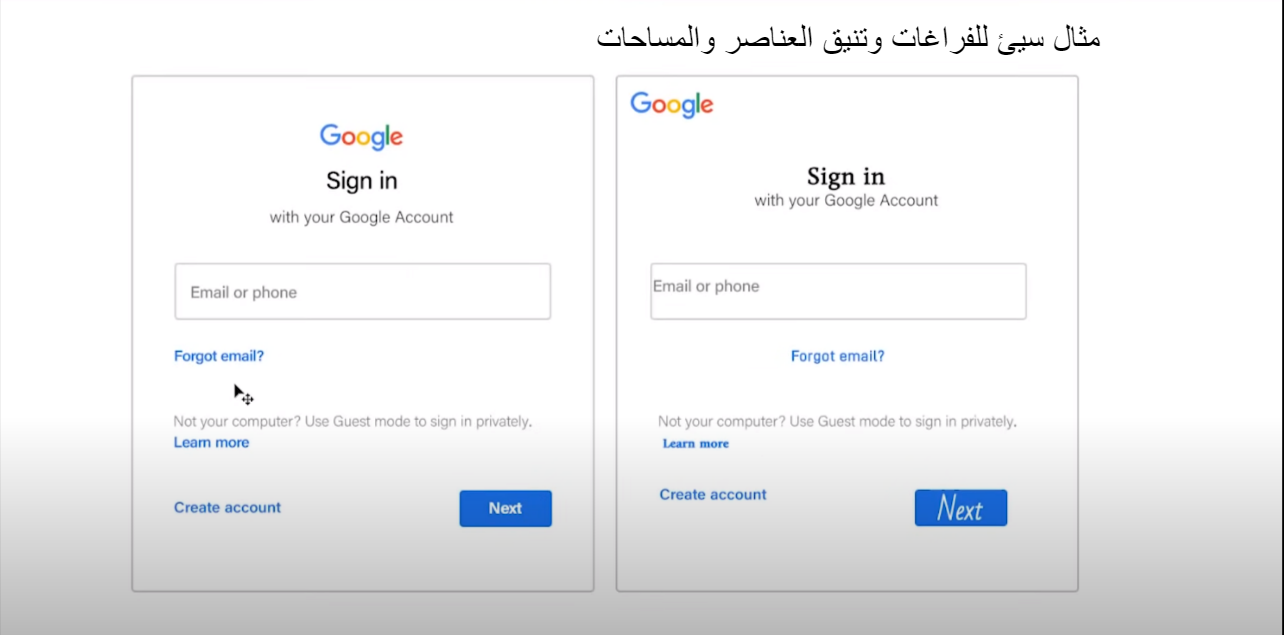 مثال سيئ للفراغات وتنيق العناصر والمساحات
Google
Sign in
with your Google Account
Email or phone
Forgot email?
Not your computer? Use Guest mode to sign in privately.
Learn more
Create account
Next
Google
Sign in
with your Google Account
Email or phone
Forgot email?
Not your computer? Use Guest mode to sign in privately.
Learn more
Create account
Next